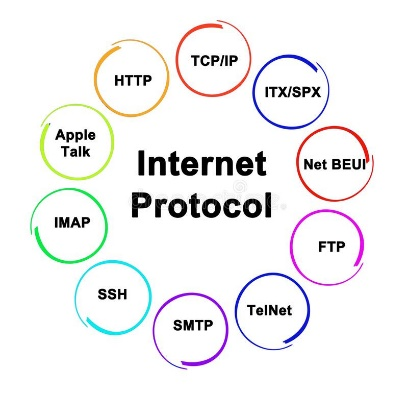 Internet
Protocol
TCP/IP
ITX/SPX
Net BEUI
FTP
TelNet
SMTP
SSH
IMAP
Apple
Talk
HTTP